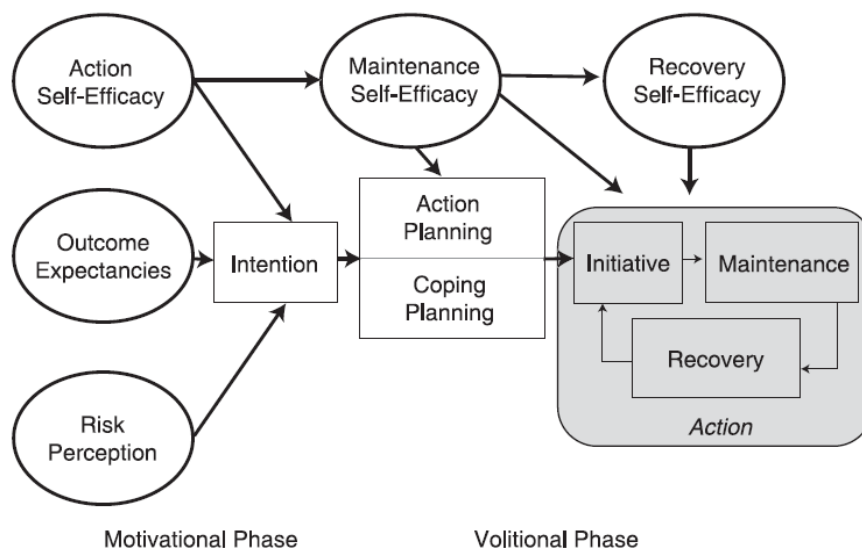 Action
Self-Efficacy
Maintenance
Self-Efficacy
Recovery
Self-Efficacy
Outcome
Expectancies
Intention
Action
Planning
Coping
Planning
Initiative
Maintenance
Recovery
Action
Risk
Perception
Motivational Phase
Volitional Phase